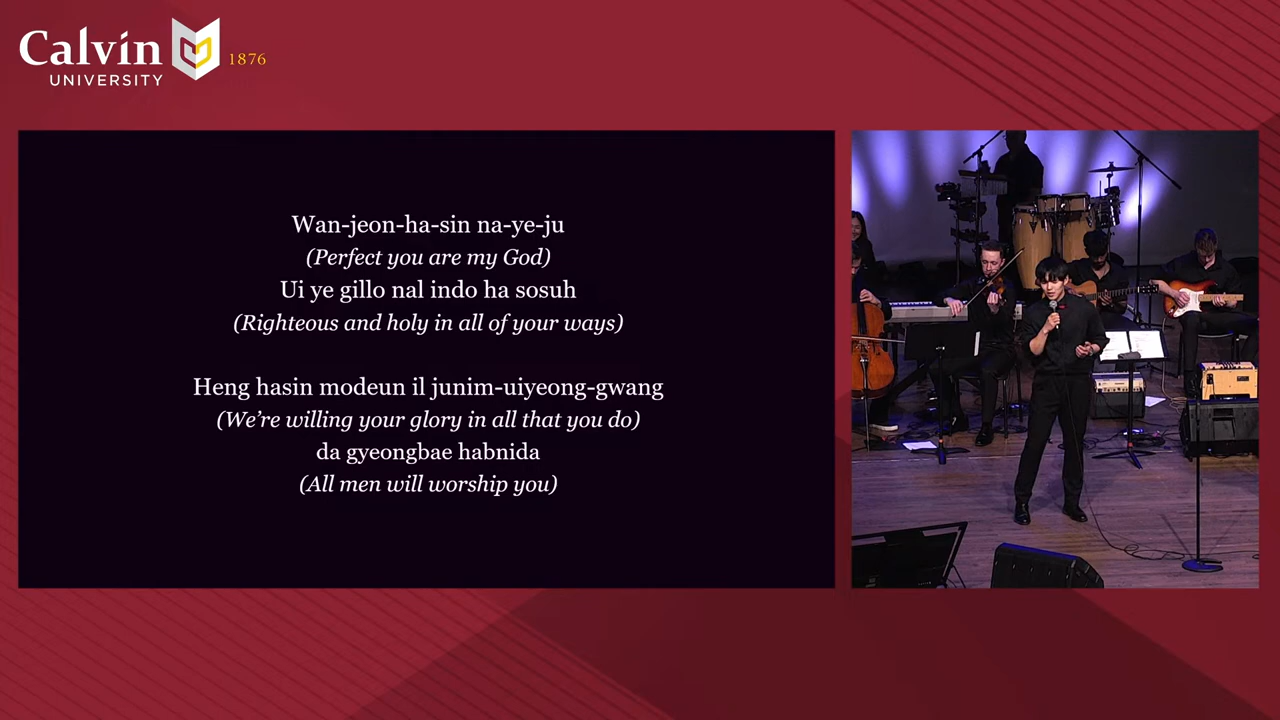 Calvin
UNIVERSITY
1876
Wan-jeon-ha-sin na-ye-ju
(Perfect you are my God)
Ui ye gillo nal indo ha sosuh
(Righteous and holy in all of your ways)
Heng hasin modeun il junim-uiyeong-gwang
(We're willing your glory in all that you do)
da gyeongbae habnida
(All men will worship you)